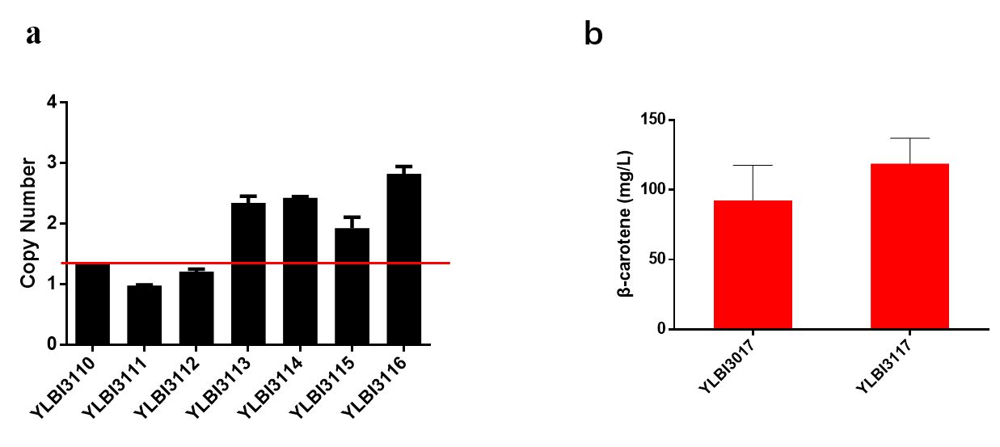 a
Copy Number
4
3
2
1
0
YLBI3110
YLBI3111
YLBI3112
YLBI3113
YLBI3114
YLBI3115
YLBI3116
b
β-carotene (mg/L)
150
100
50
0
YLBI3017
YLBI3117